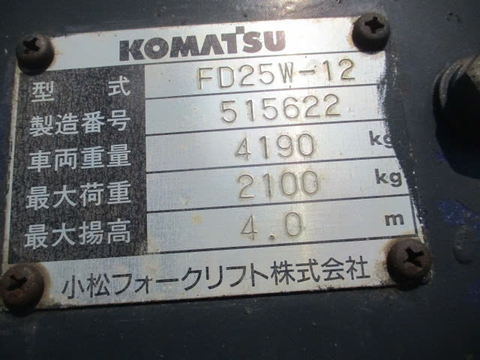 KOMATSU
型 式 FD25W-12
製造番号 515622
車両重量 4190 kg
最大荷重 2100 kg
最大揚高 4.0 m
小松フォークリフト株式会社